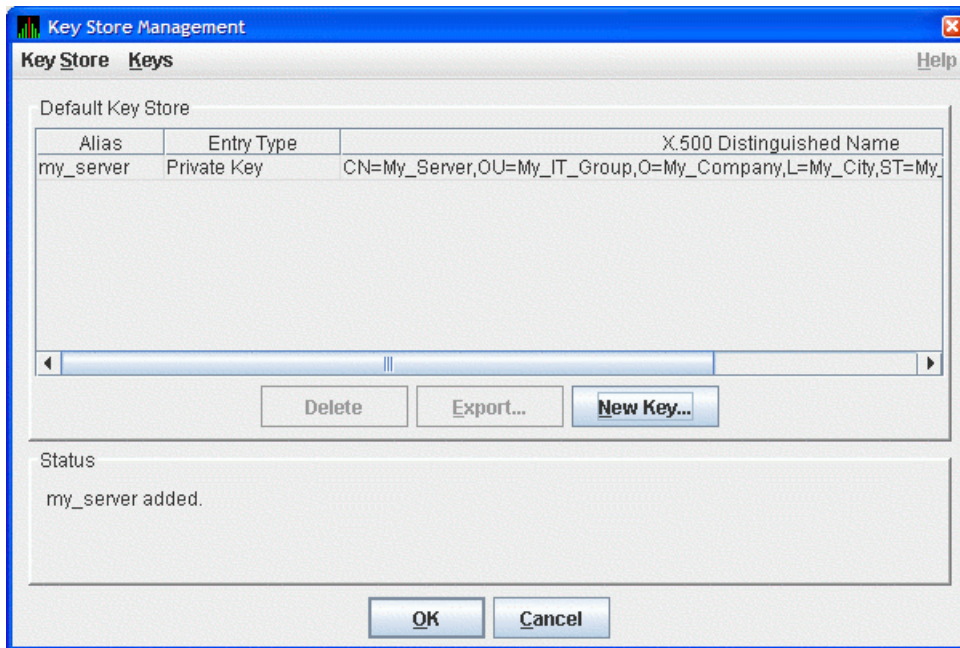 Key Store Management
Key Store Keys Help
Default Key Store
Alias Entry Type X.500 Distinguished Name
my_server Private Key CN=My_Server,OU=My_IT_Group,O=My_Company,L=My_City,ST=My_
Delete Export... New Key...
Status
my_server added.
OK Cancel